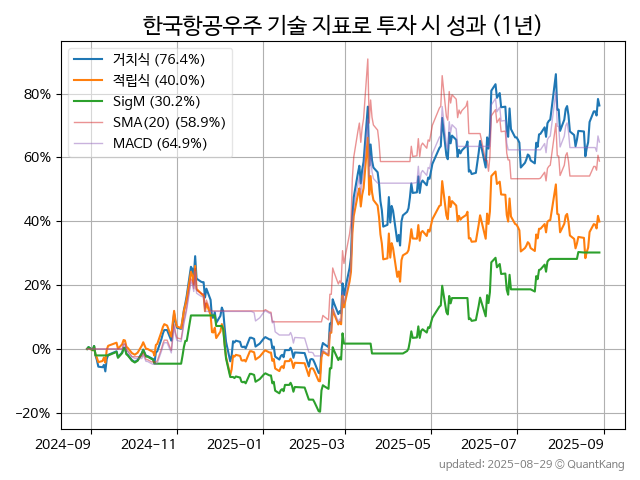 한국항공우주 기술 지표로 투자 시 성과 (1년)
거치식 (76.4%)
적립식 (40.0%)
SigM (30.2%)
SMA(20) (58.9%)
MACD (64.9%)
80%
60%
40%
20%
0%
−20%
2024-09 2024-11 2025-01 2025-03 2025-05 2025-07 2025-09
updated: 2025-08-29 © QuantKang